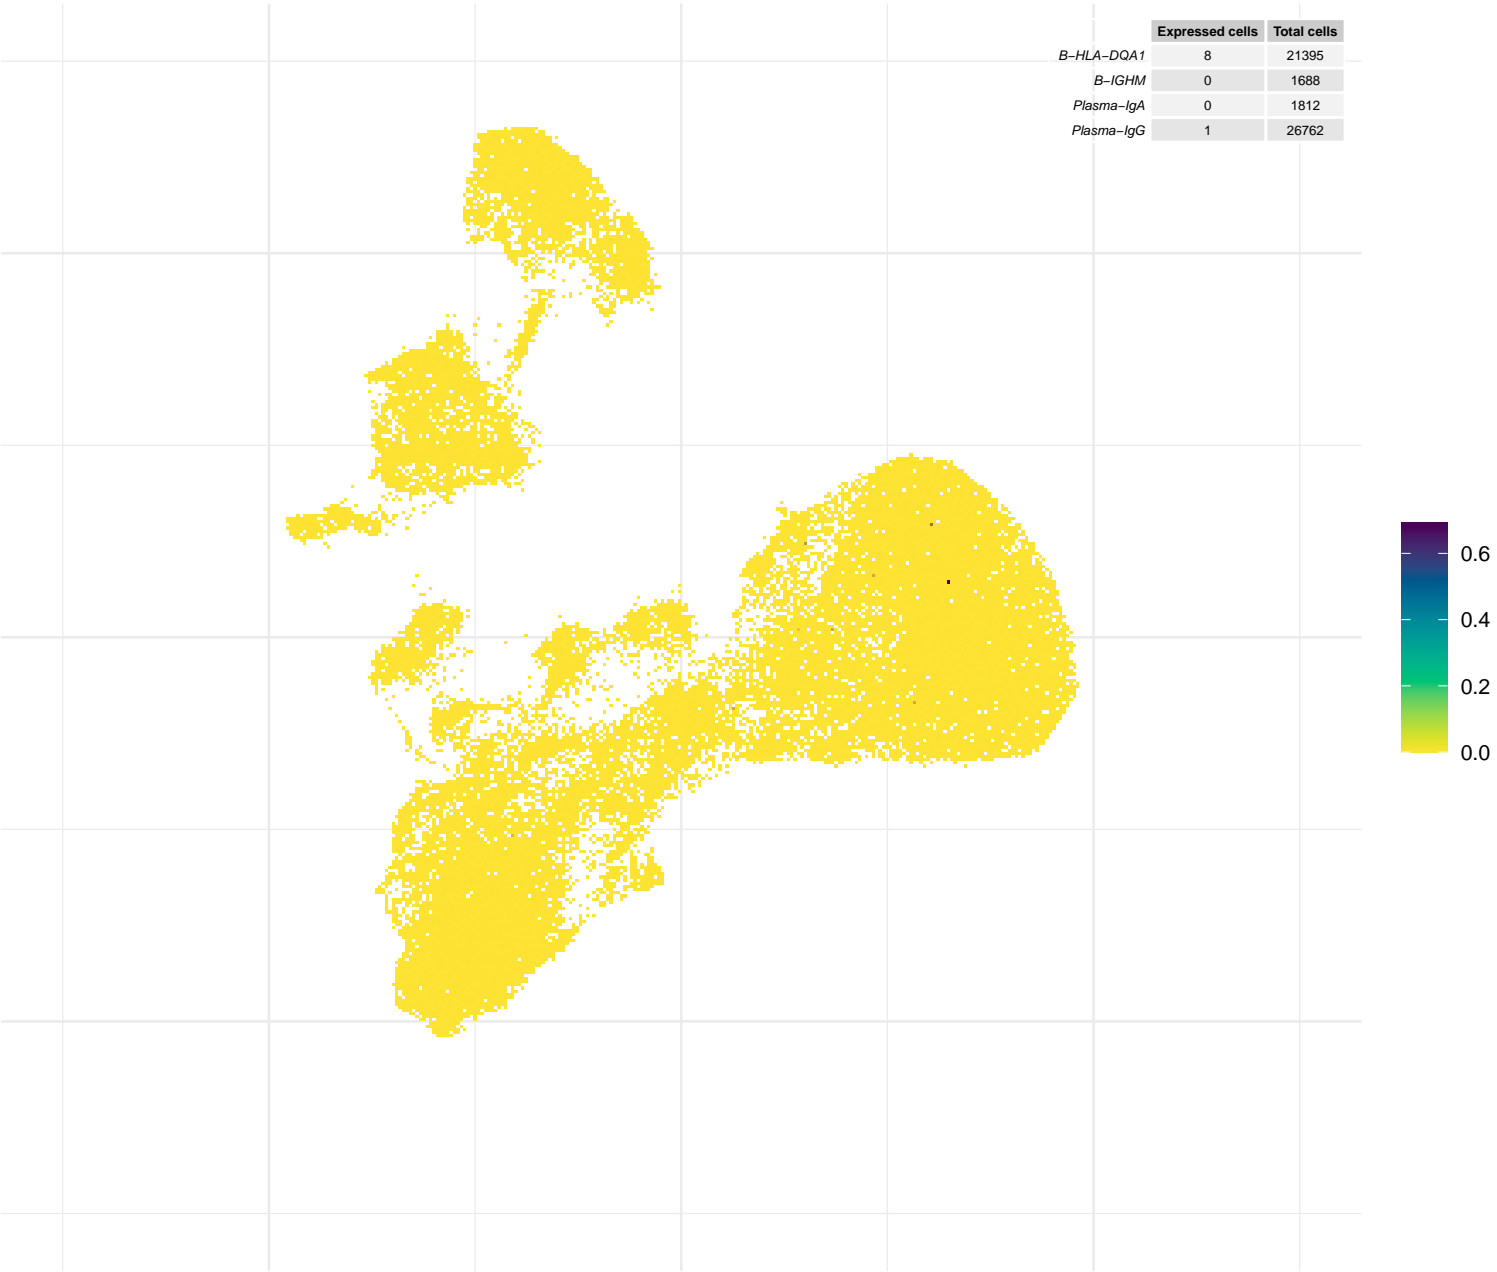 Expressed cells Total cells
B−HLA−DQA1 8 21395
B−IGHM 0 1688
Plasma−IgA 0 1812
Plasma−IgG 1 26762
0.6
0.4
0.2
0.0